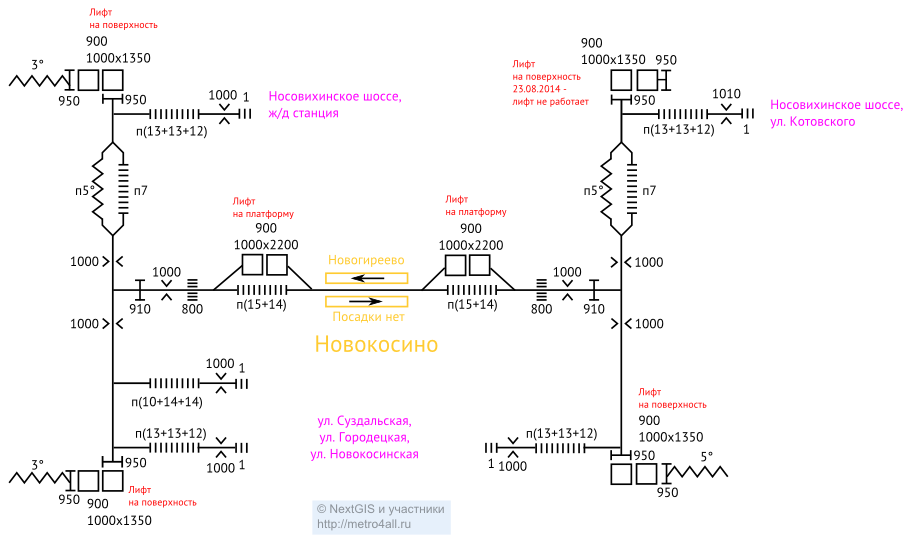 Лифт
на поверхность
900
1000x1350
3°
950
950
1000
1
Носовихинское шоссе,
ж/д станция
п(13+13+12)
п5°
п7
1000
1000
910
1000
800
Лифт
на платформу
900
1000x2200
п(15+14)
Новогиреево
Посадки нет
Новокосино
Лифт
на платформу
900
1000x2200
п(15+14)
800
1000
910
Лифт
на поверхность
23.08.2014 -
лифт не работает
900
1000x1350
950
950
1010
1
п(13+13+12)
Носовихинское шоссе,
ул. Котовского
п5°
п7
1000
1000
1000
1
п(10+14+14)
п(13+13+12)
1000
1
950
3°
950
900
1000x1350
Лифт
на поверхность
ул. Суздальская,
ул. Городецкая,
ул. Новокосинская
п(13+13+12)
1
1000
Лифт
на поверхность
900
1000x1350
950
5°
950
© NextGIS и участники
http://metro4all.ru